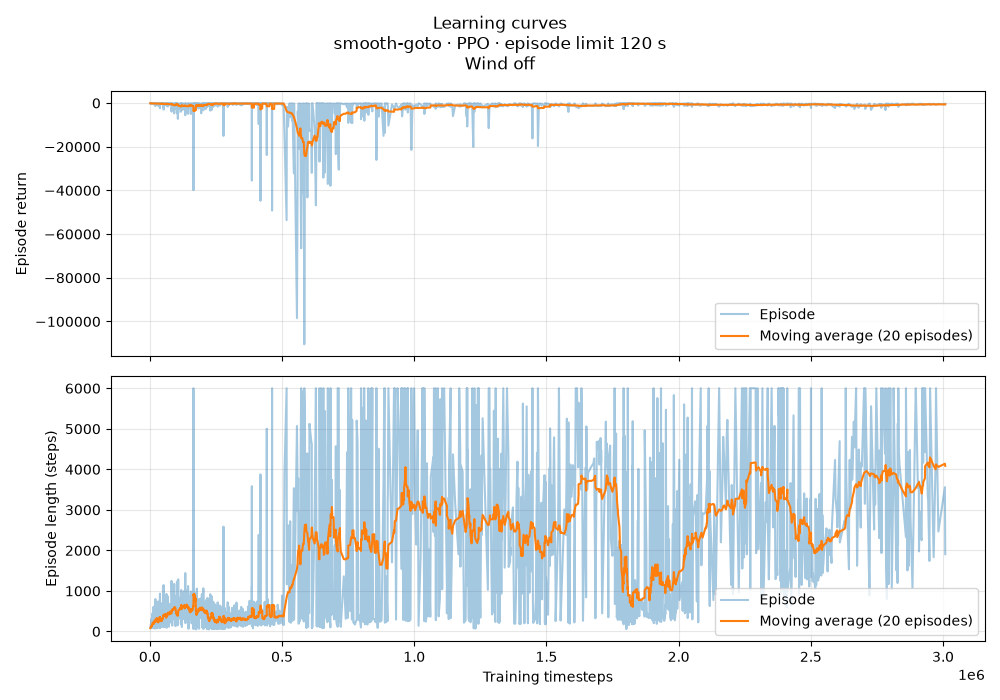 Learning curves
smooth-goto · PPO · episode limit 120 s
Wind off
Episode return
0
−20000
−40000
−60000
−80000
−100000
Episode
Moving average (20 episodes)
Episode length (steps)
6000
5000
4000
3000
2000
1000
0
Episode
Moving average (20 episodes)
0.0
0.5
1.0
1.5
2.0
2.5
3.0
1e6
Training timesteps